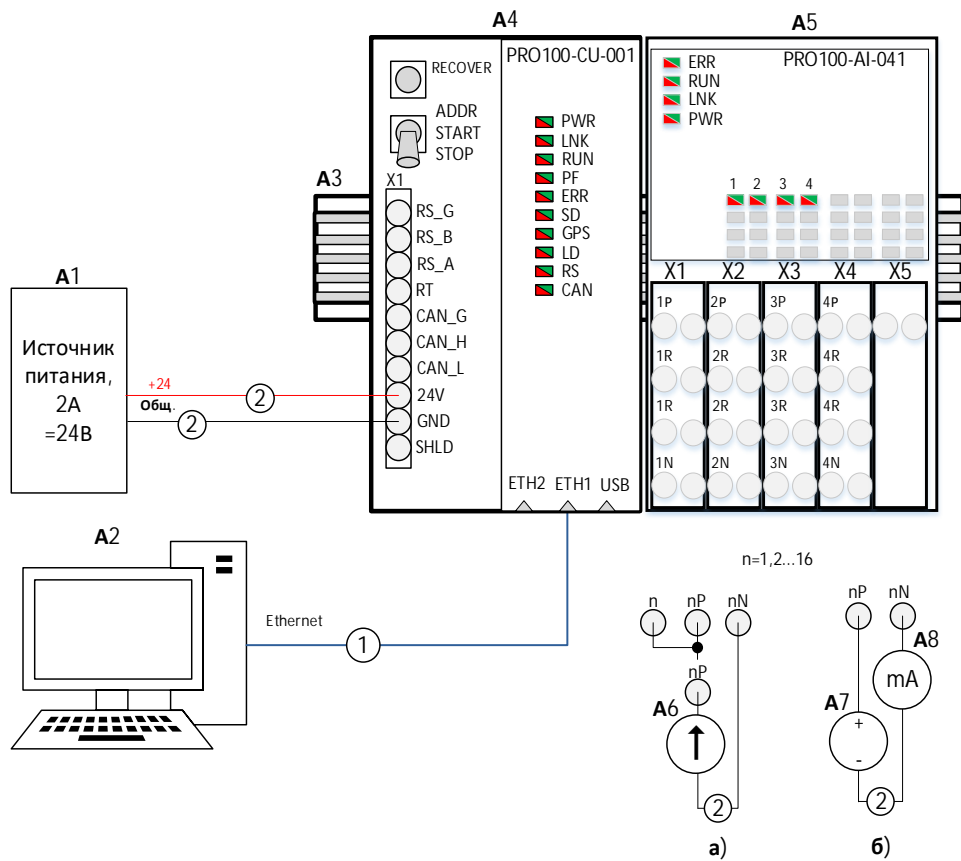 A4
A5
PRO100-CU-001
PRO100-AI-041
RECOVER
ADDR
START
STOP
X1
RS_G
RS_B
RS_A
RT
CAN_G
CAN_H
CAN_L
24V
GND
SHLD
PWR
LNK
RUN
PF
ERR
SD
GPS
LD
RS
CAN
ETH2 ETH1 USB
ERR
RUN
LNK
PWR
1 2 3 4
X1 X2 X3 X4 X5
1P 2P 3P 4P
1R 2R 3R 4R
1R 2R 3R 4R
1N 2N 3N 4N
A3
A1
Источник
питания,
2А
=24В
+24
Общ.
2
2
A2
Ethernet
1
n=1,2...16
n nP nN
nP
A6
2
а)
nP nN
A8
mA
A7
+
-
2
б)